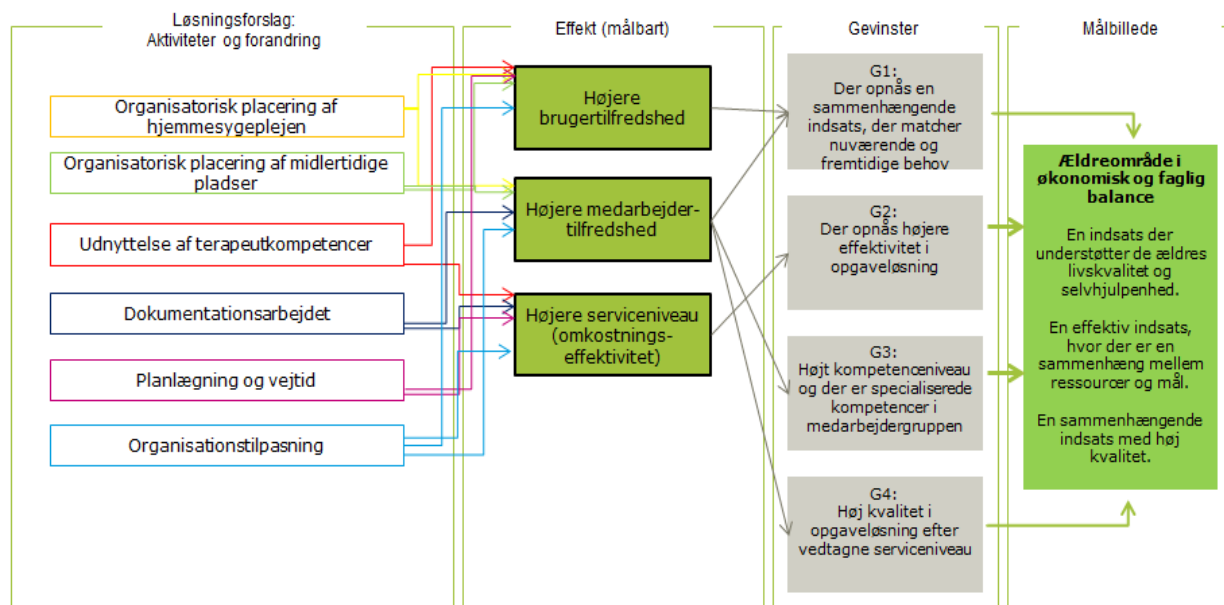 Løsningsforslag:
Aktiviteter og forandring
Organisatorisk placering af
hjemmesygeplejen
Organisatorisk placering af midlertidige
pladser
Udnyttelse af terapeutkompetencer
Dokumentationsarbejdet
Planlægning og vejtid
Organisationstilpasning
Effekt (målbart)
Højere
brugertilfredshed
Højere medarbejder-
tilfredshed
Højere serviceniveau
(omkostnings-
effektivitet)
Gevinster
G1:
Der opnås en
sammenhængende
indsats, der matcher
nuværende og
fremtidige behov
G2:
Der opnås højere
effektivitet i
opgaveløsning
G3:
Højt kompetenceniveau
og der er specialiserede
kompetencer i
medarbejdergruppen
G4:
Høj kvalitet i
opgaveløsning efter
vedtagne serviceniveau
Målbillede
Ældreområde i
økonomisk og faglig
balance
En indsats der
understøtter de ældres
livskvalitet og
selvhjulpenhed.
En effektiv indsats,
hvor der er en
sammenhæng mellem
ressourcer og mål.
En sammenhængende
indsats med høj
kvalitet.